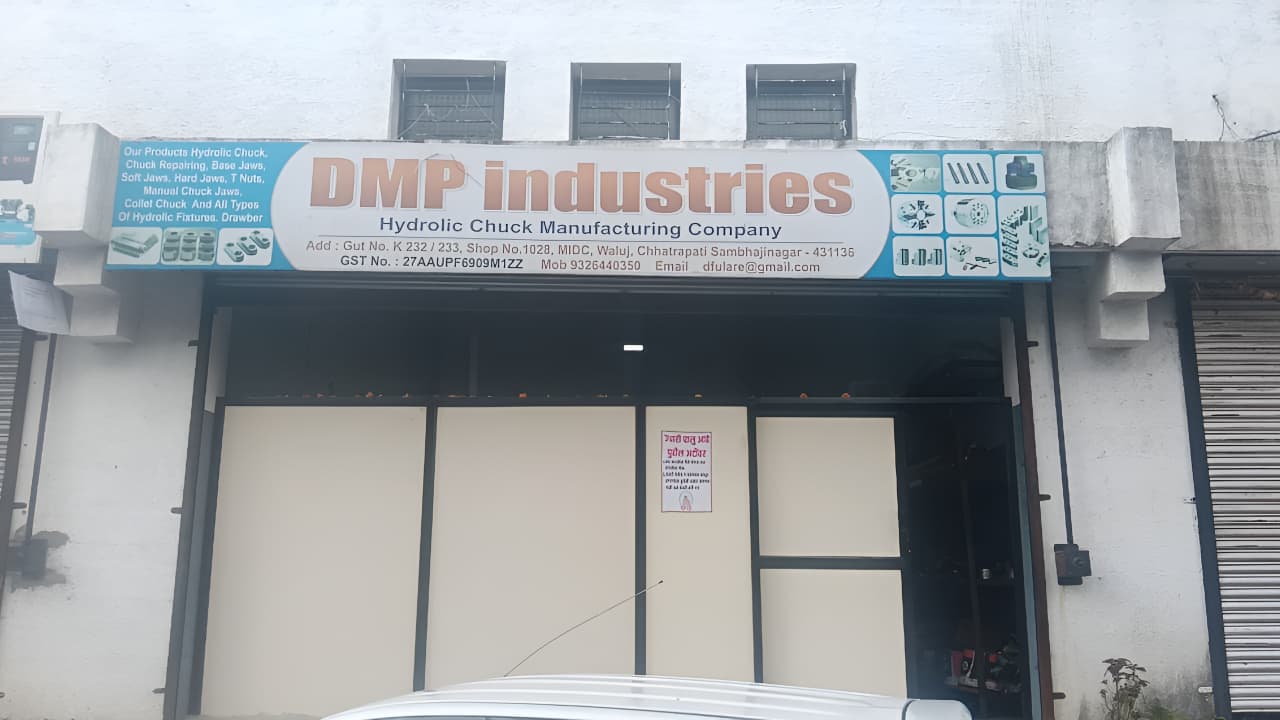 Our Products Hydrolic Chuck,
Chuck Repairing, Base Jaws,
Soft Jaws, Hard Jaws, T Nuts,
Manual Chuck Jaws,
Collet Chuck And All Types
Of Hydrolic Fixtures. Drawber
DMP industries
Hydrolic Chuck Manufacturing Company
Add : Gut No. K 232 / 233, Shop No.1028, MIDC, Waluj, Chhatrapati Sambhajinagar - 431136
GST No. : 27AAUPF6909M1ZZ Mob 9326440350 Email dfulare@gmail.com